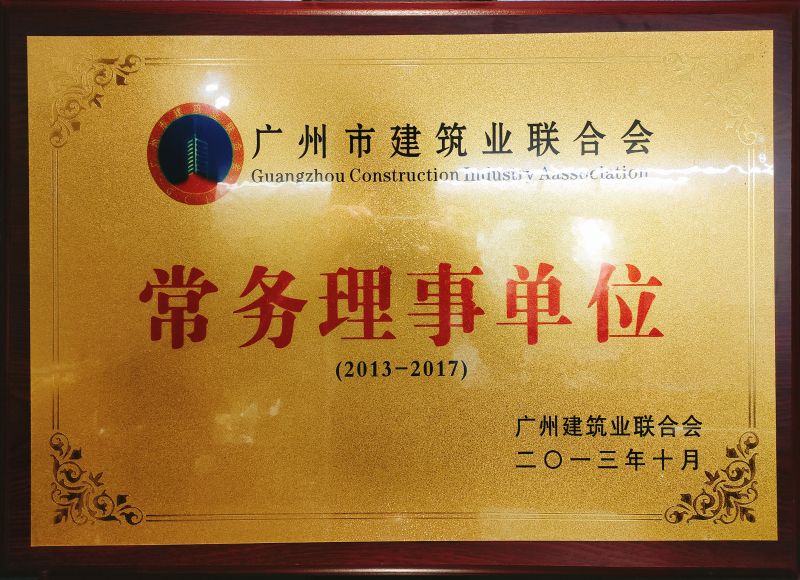 广州市建筑业联合会
Guangzhou Construction Industry Aassociation
常务理事单位
(2013-2017)
广州建筑业联合会
二〇一三年十月